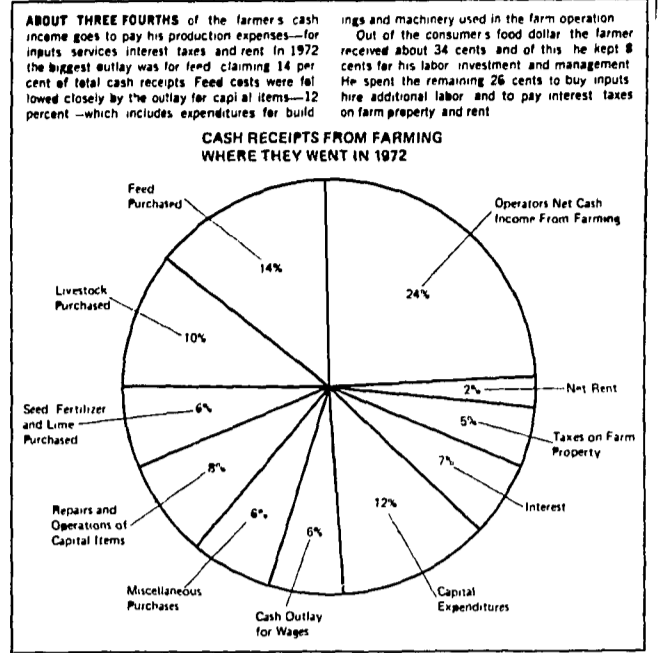 ABOUT THREE FOURTHS of the farmers cash
income goes to pay his production expenses—for
inputs services interest taxes and rent In 1972
the biggest outlay was for feed claiming 14 per
cent of total cash receipts Feed costs were fol
lowed closely by the outlay for capital items—12
percent—which includes expenditures for build
ings and machinery used in the farm operation
Out of the consumer's food dollar the farmer
received about 34 cents and of this he kept 8
cents for his labor investment and management
He spent the remaining 26 cents to buy inputs
hire additional labor and to pay interest taxes
on farm property and rent
CASH RECEIPTS FROM FARMING
WHERE THEY WENT IN 1972
Feed
Purchased
14%
Operators Net Cash
Income From Farming
24%
Livestock
Purchased
10%
2%
Net Rent
Seed Fertilizer
and Lime
Purchased
6%
5%
Taxes on Farm
Property
8%
7%
Interest
Repairs and
Operations of
Capital Items
6%
6%
12%
Miscellaneous
Purchases
Cash Outlay
for Wages
Capital
Expenditures